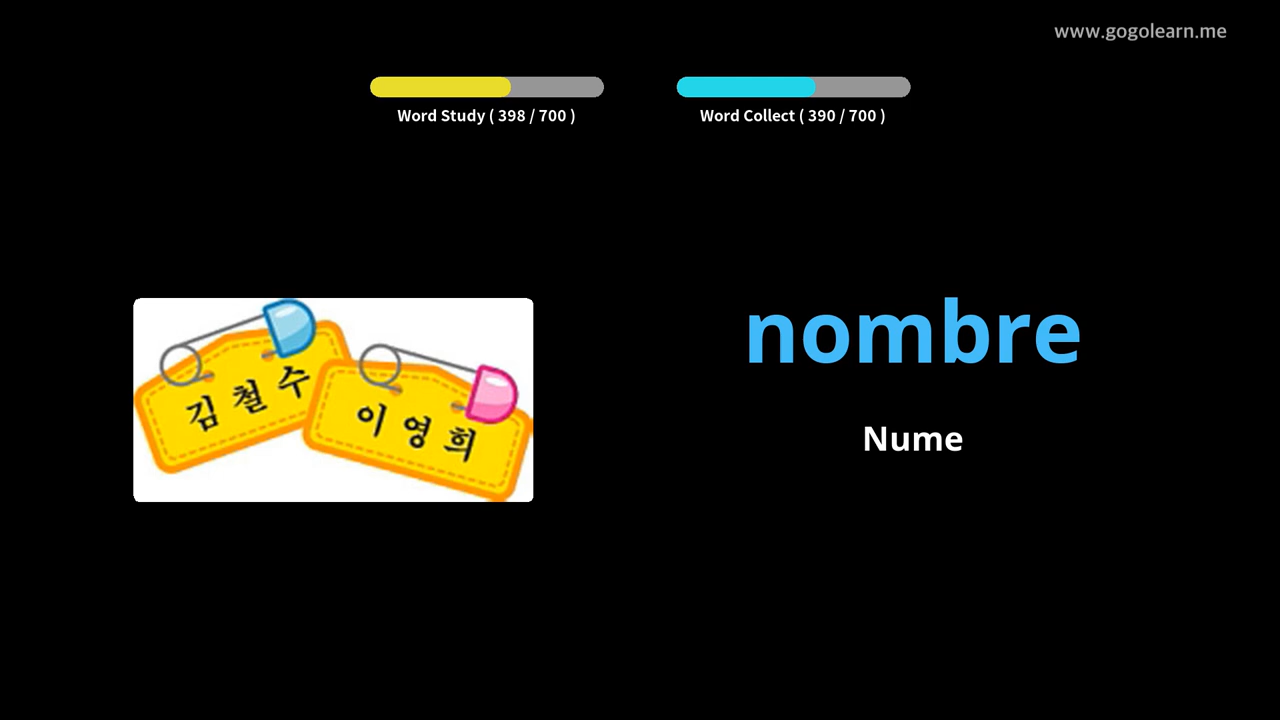 www.gogolearn.me
Word Study ( 398 / 700 )
Word Collect ( 390 / 700 )
nombre
Nume
김철수
이영희